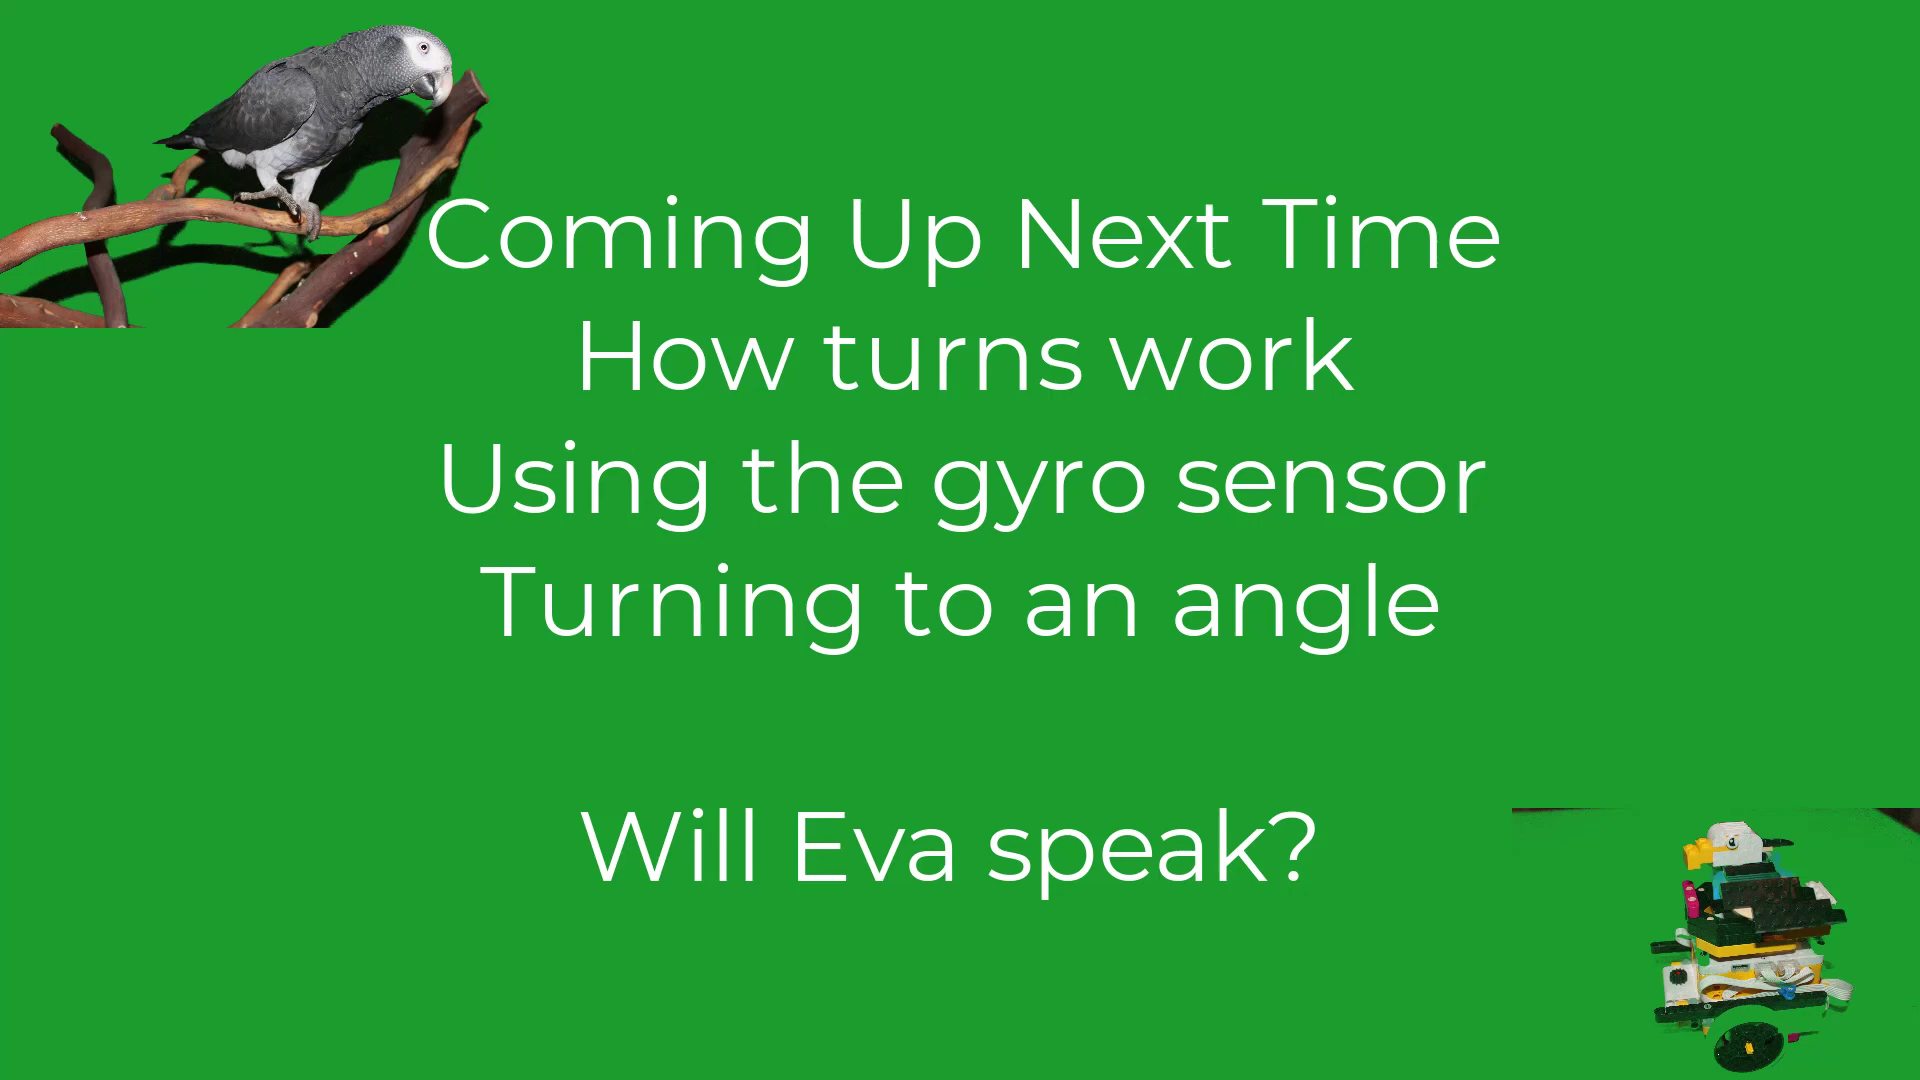 Coming Up Next Time
How turns work
Using the gyro sensor
Turning to an angle
Will Eva speak?